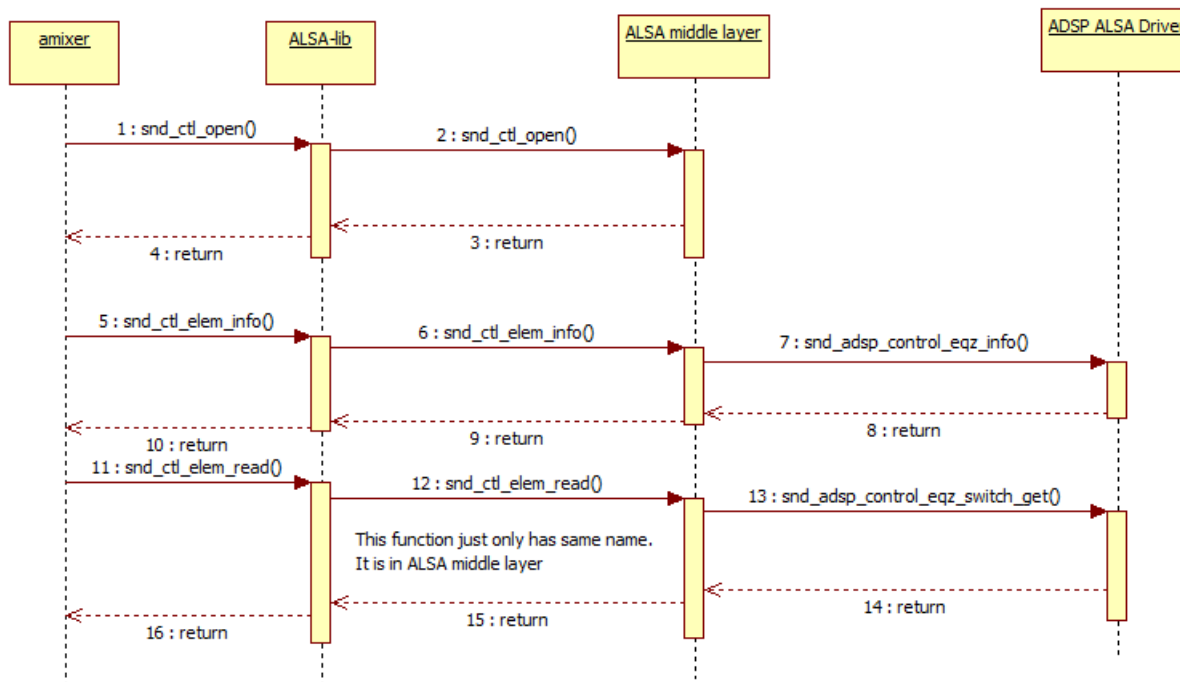 amixer
ALSA-lib
ALSA middle layer
ADSP ALSA Driver
1 : snd_ctl_open()
2 : snd_ctl_open()
3 : return
4 : return
5 : snd_ctl_elem_info()
6 : snd_ctl_elem_info()
7 : snd_adsp_control_eqz_info()
8 : return
9 : return
10 : return
11 : snd_ctl_elem_read()
12 : snd_ctl_elem_read()
13 : snd_adsp_control_eqz_switch_get()
This function just only has same name.
It is in ALSA middle layer
14 : return
15 : return
16 : return